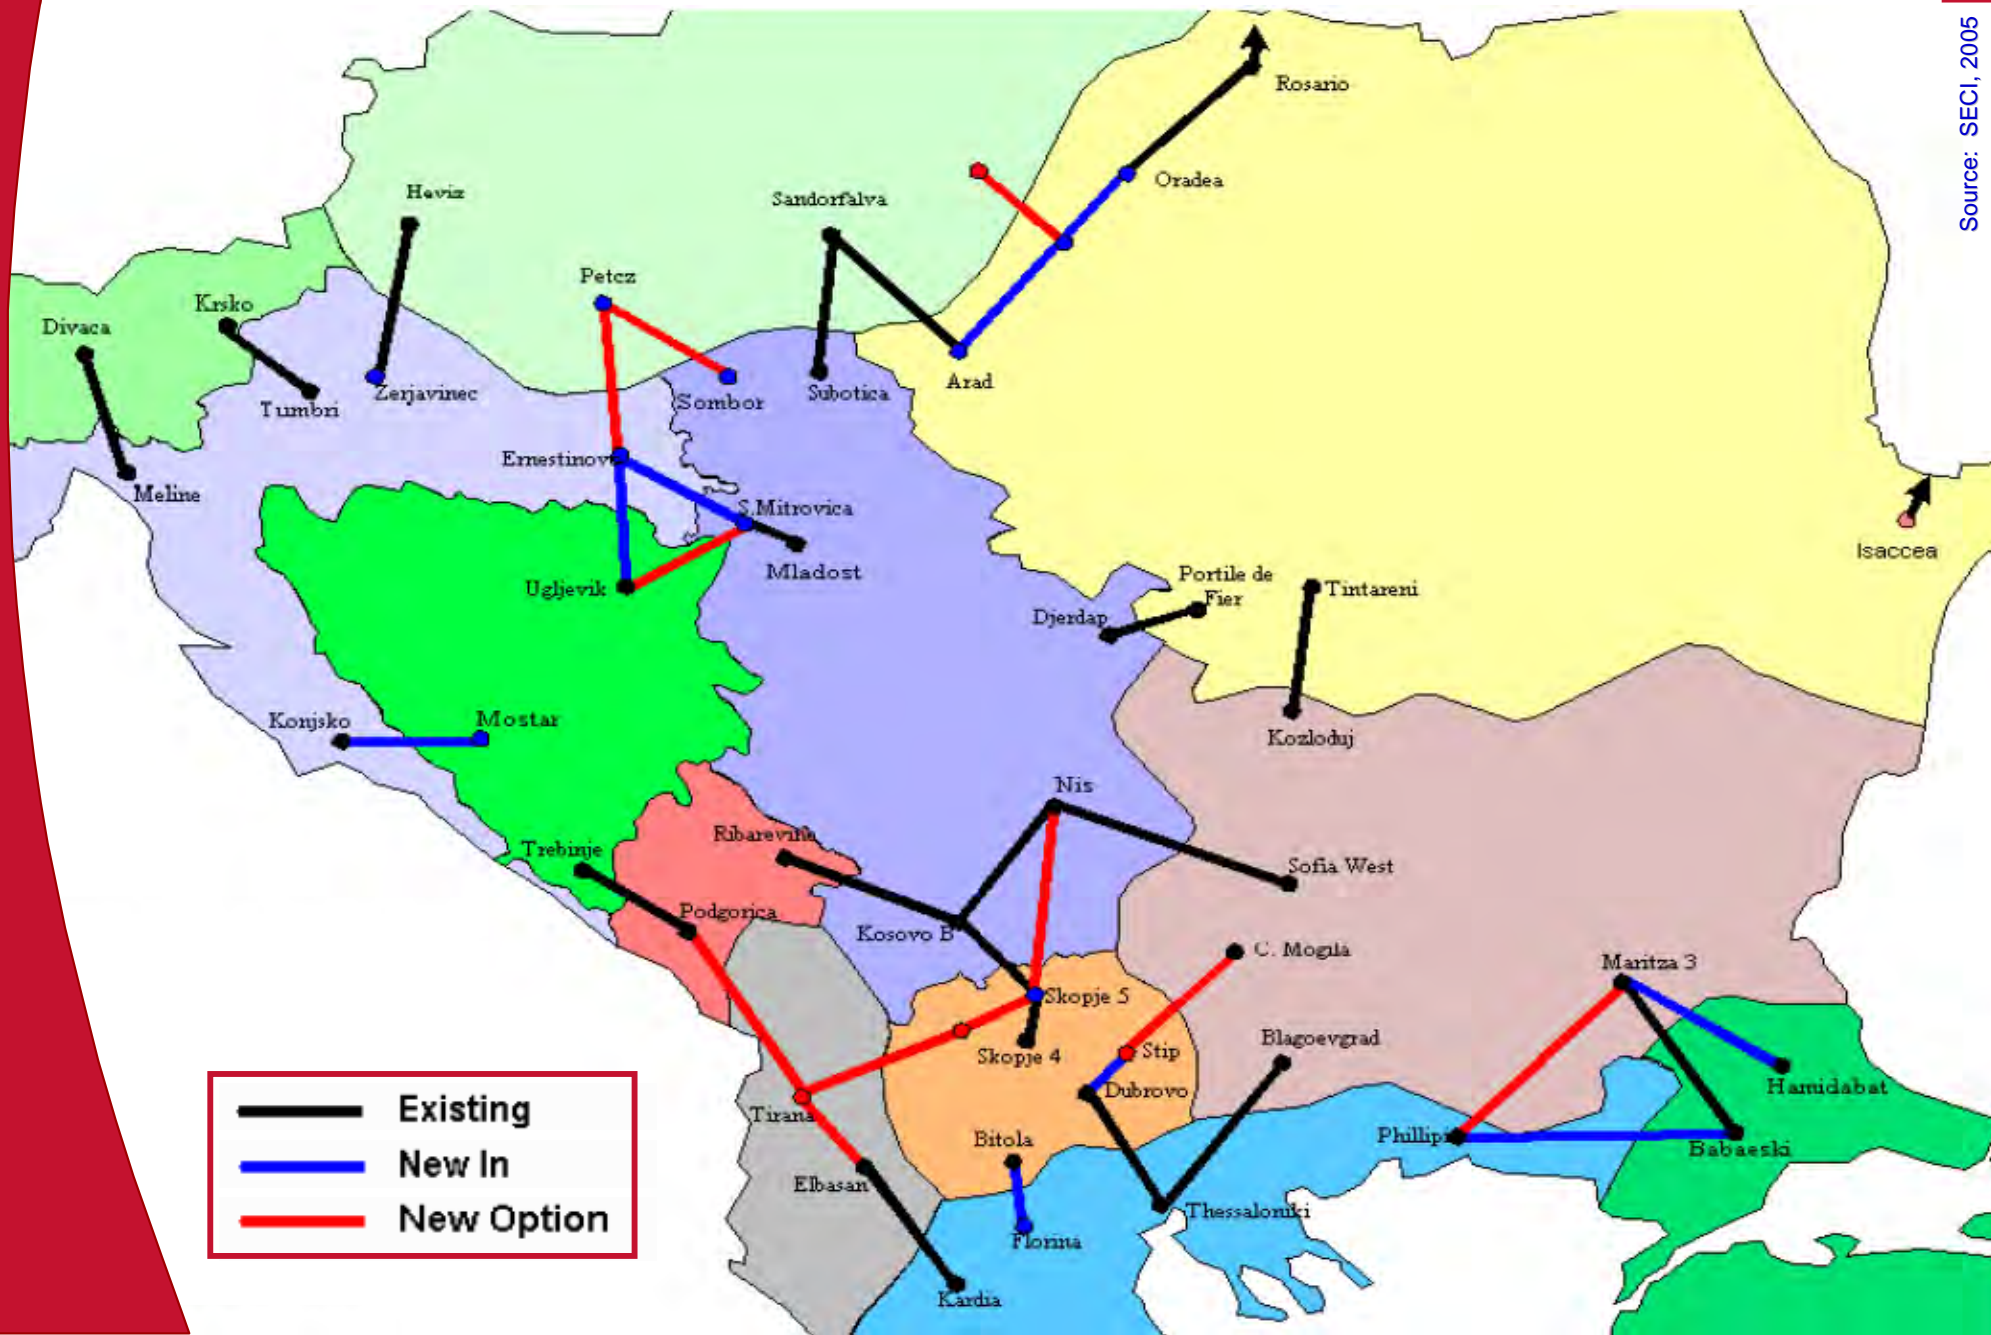 Source: SECI, 2005
Rosario
Oradea
Heviz
Sandorfalva
Petcz
Krsko
Divaca
Arad
Zerjavinec
Subotica
Sombor
Tumbri
Ernestinovo
Meline
S.Mitrovica
Isaccea
Mladost
Portile de
Fier
Tintareni
Ugljevik
Djerdap
Konjsko
Mostar
Kozloduj
Nis
Ribarevine
Trebinje
Sofia West
Podgorica
Kosovo B
C. Mogila
Maritza 3
Skopje 5
Skopje 4
Stip
Blagoevgrad
Hamidabat
Dubrovo
Tirana
Bitola
Phillipi
Babaeski
Elbasan
Thessaloniki
Florina
Kardia
Existing
New In
New Option